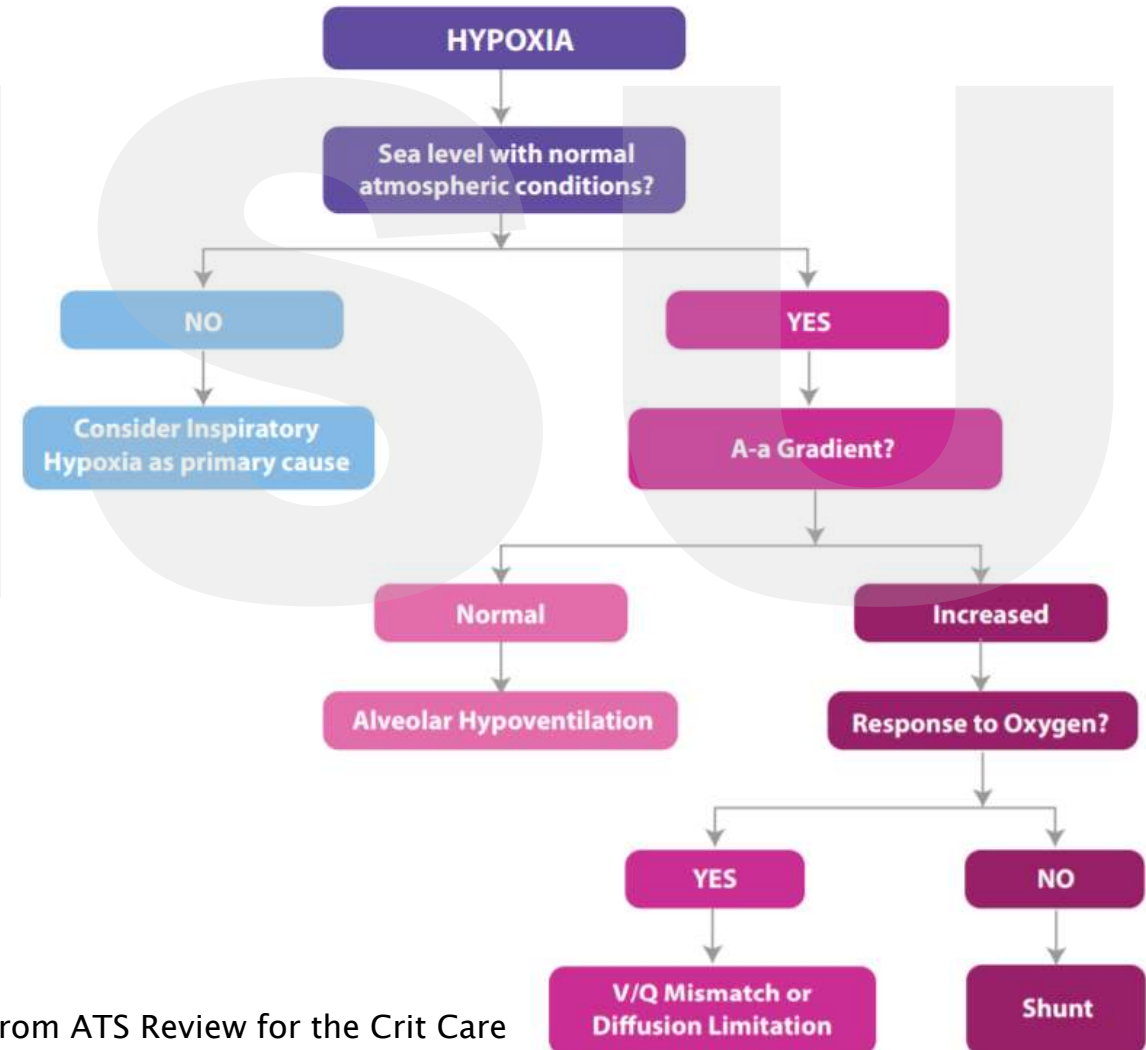 HYPOXIA
Sea level with normal
atmospheric conditions?
NO
YES
Consider Inspiratory
Hypoxia as primary cause
A-a Gradient?
Normal
Increased
Alveolar Hypoventilation
Response to Oxygen?
YES
NO
V/Q Mismatch or
Diffusion Limitation
Shunt
rom ATS Review for the Crit Care
SU